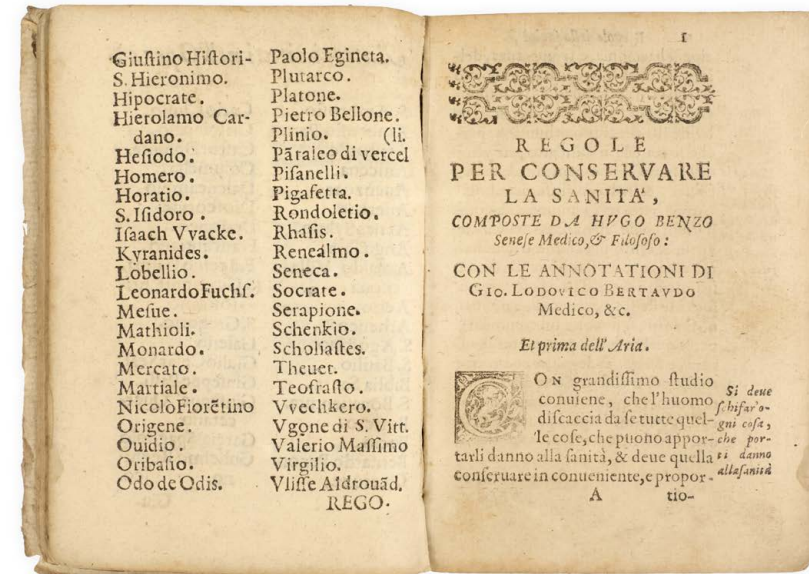 Giuſtino Hiſtori-
S. Hieronimo.
Hipocrate.
Hierolamo Car-
dano.
Heſiodo.
Homero.
Horatio.
S. Iſidoro.
Iſaach Vvacke.
Kyranides.
Lobellio.
Leonardo Fuchſ.
Meſue.
Mathioli.
Monardo.
Mercato.
Martiale.
Nicolò Fiorẽtino
Origene.
Ouidio.
Oribaſio.
Odo de Odis.
Paolo Egineta.
Plutarco.
Platone.
Pietro Bellone.
Plinio. (li.
Pãtaleo di vercel
Piſanelli.
Pigafetta.
Rondoletio.
Rhaſis.
Renealmo.
Seneca.
Socrate.
Serapione.
Schenkio.
Scholiaſtes.
Theuet.
Teofraſto.
Vvechkero.
Vgone di S. Vitt.
Valerio Maſſimo
Virgilio.
Vliſſe Aldrouãd.
REGO-
1
REGOLE
PER CONSERVARE
LA SANITA',
COMPOSTE DA HVGO BENZO
Seneſe Medico, & Filoſofo:
CON LE ANNOTATIONI DI
GIO. LODOVICO BERTAVDO
Medico, &c.
Et prima dell'Aria.
CON grandiſſimo ſtudio
conuiene, che l'huomo
diſcaccia da ſe tutte quel-
le coſe, che puono appor-
tarli danno alla ſanità, & deue quella
conſeruare in conueniente, e propor-
Si deue
ſchifar'o-
gni coſa,
che por-
ti danno
alla ſanità
A tio-